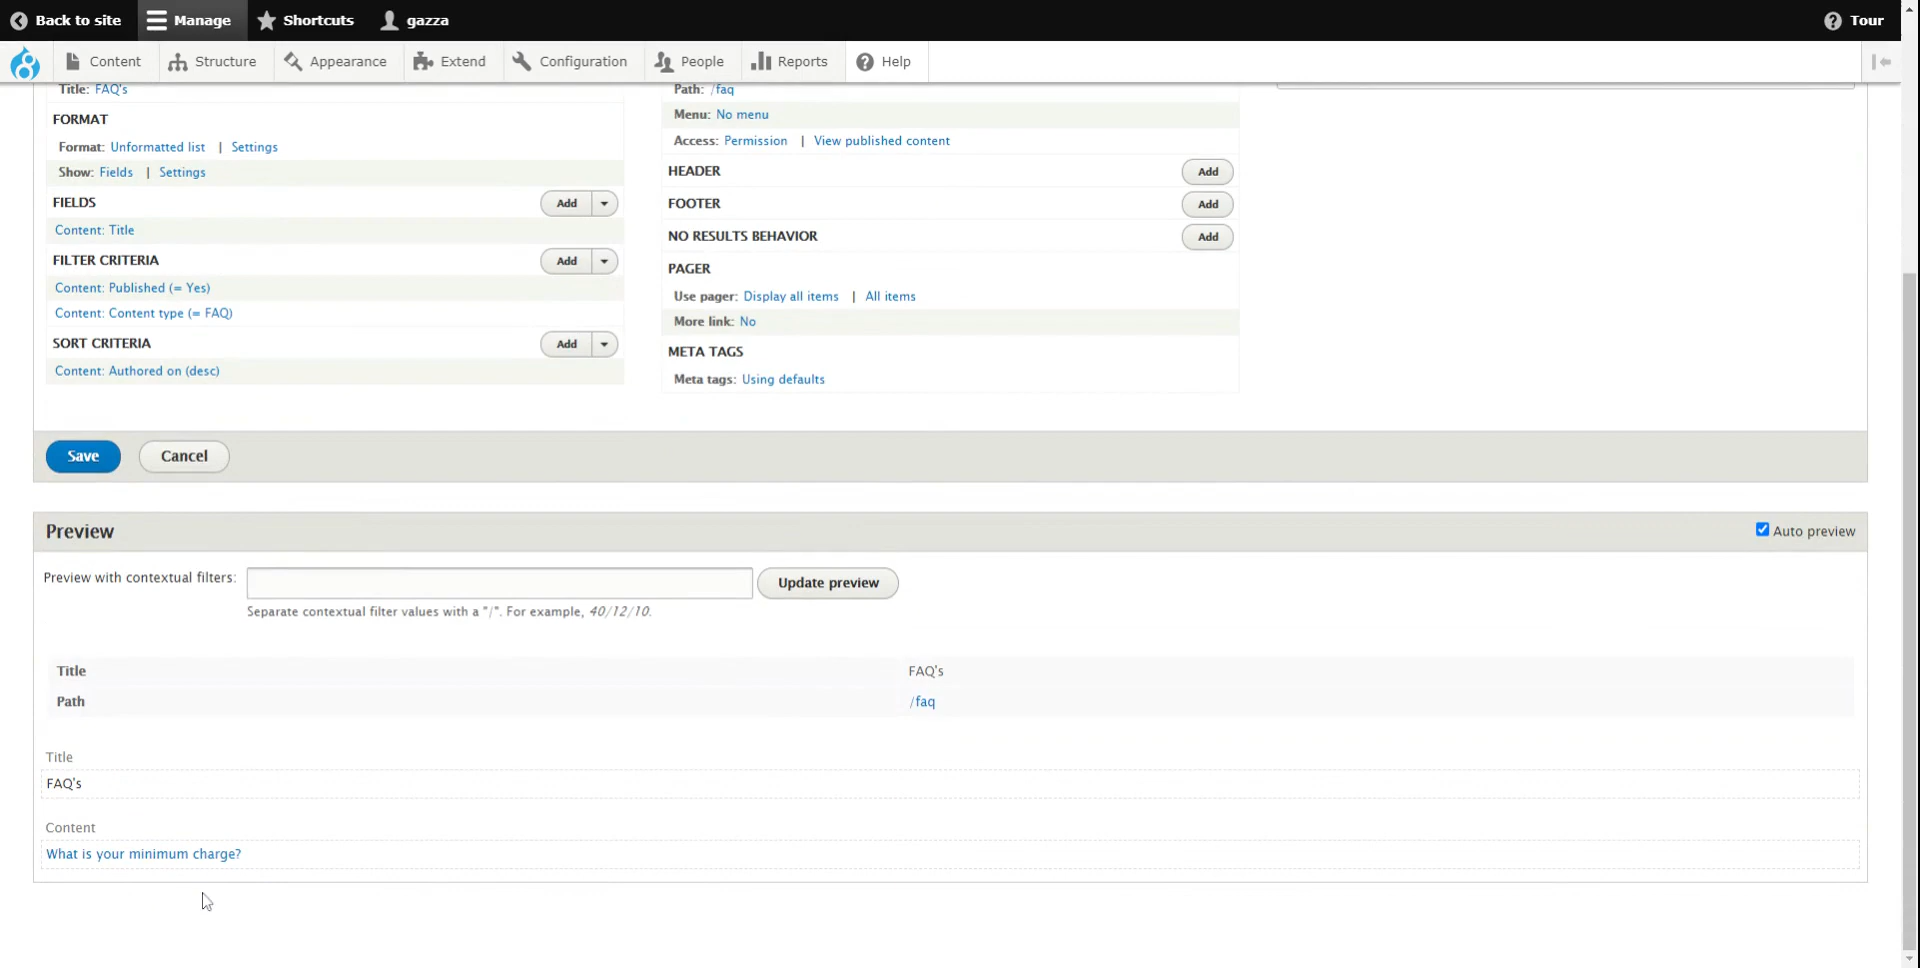 Back to site Manage Shortcuts gazza Tour
Content Structure Appearance Extend Configuration People Reports Help
Title: FAQ's
FORMAT
Format: Unformatted list | Settings
Show: Fields | Settings
FIELDS Add
Content: Title
FILTER CRITERIA Add
Content: Published (= Yes)
Content: Content type (= FAQ)
SORT CRITERIA Add
Content: Authored on (desc)
Path: /faq
Menu: No menu
Access: Permission | View published content
HEADER Add
FOOTER Add
NO RESULTS BEHAVIOR Add
PAGER
Use pager: Display all items | All items
More link: No
META TAGS
Meta tags: Using defaults
Save Cancel
Preview Auto preview
Preview with contextual filters: Update preview
Separate contextual filter values with a "/". For example, 40/12/10.
Title FAQ's
Path /faq
Title
FAQ's
Content
What is your minimum charge?